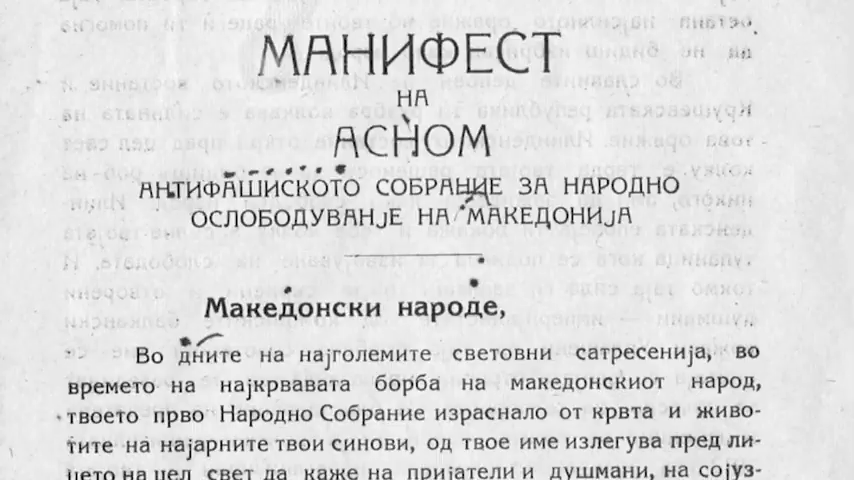 МАНИФЕСТ
НА
АСНОМ
АНТИФАШИСКОТО СОБРАНИЕ ЗА НАРОДНО
ОСЛОБОДУВАЊЕ НА МАКЕДОНИЈА
Македонски народе,
Во дните на најголемите световни сатресенија, во
времето на најкрвавата борба на македонскиот народ,
твоето прво Народно Собрание израснало от крвта и живо-
тите на најарните твои синови, од твое име излегува пред ли-
цето на цел свет да каже на пријатели и душмани, на сојуз-